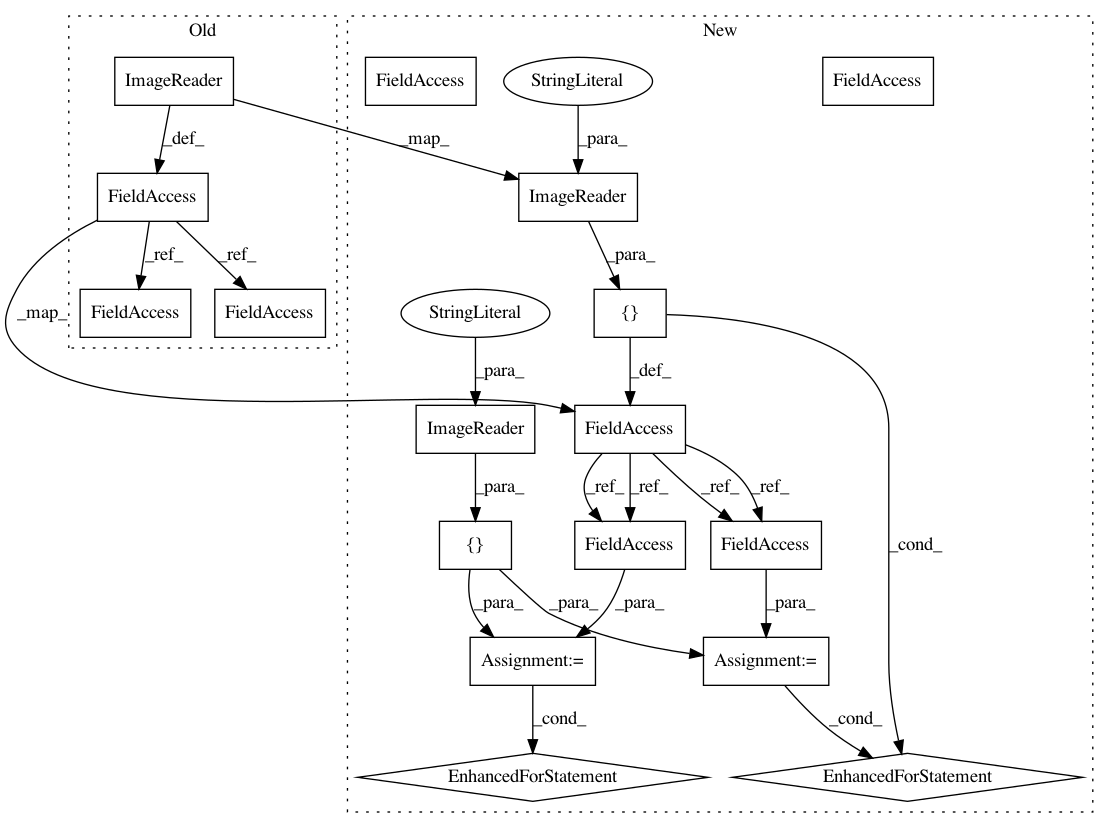 Old
New
ImageReader
FieldAccess
StringLiteral
FieldAccess
_def_
_map_
_para_
FieldAccess
ImageReader
_ref_
_ref_
_para_
FieldAccess
FieldAccess
StringLiteral
{}
_map_
_para_
_def_
ImageReader
FieldAccess
_para_
_ref_
_ref_
_ref_
_ref_
{}
FieldAccess
FieldAccess
_cond_
_para_
_para_
_para_
_para_
Assignment:=
Assignment:=
_cond_
_cond_
EnhancedForStatement
EnhancedForStatement